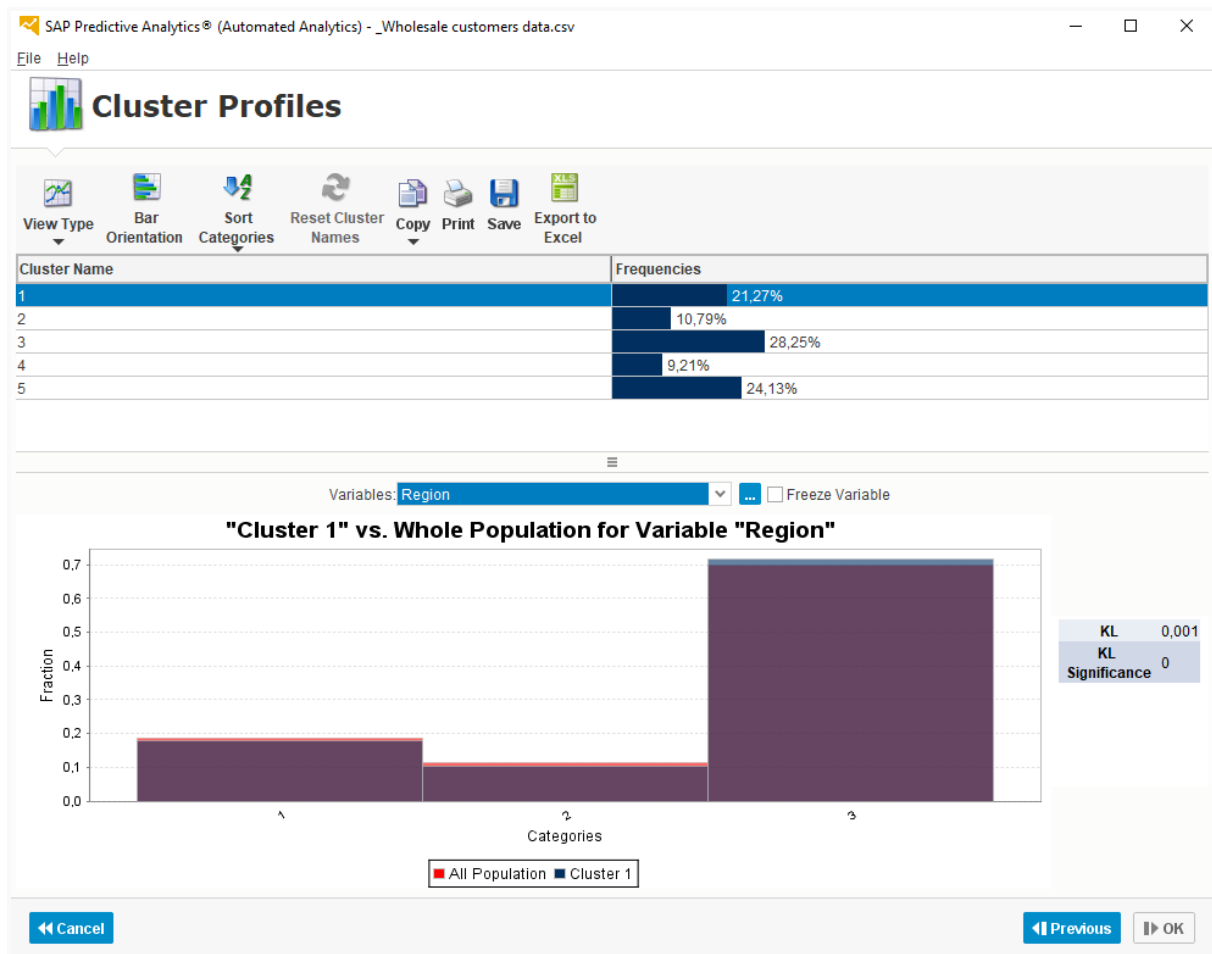 SAP Predictive Analytics® (Automated Analytics) - _Wholesale customers data.csv
File Help
Cluster Profiles
View Type
Bar Orientation
Sort Categories
Reset Cluster Names
Copy
Print
Save
XLS
Export to Excel
Cluster Name Frequencies
1 21,27%
2 10,79%
3 28,25%
4 9,21%
5 24,13%
Variables: Region ... Freeze Variable
"Cluster 1" vs. Whole Population for Variable "Region"
0,7
0,6
0,5
0,4
0,3
0,2
0,1
0,0
Fraction
1 2 3
Categories
All Population Cluster 1
KL 0,001
KL Significance 0
Cancel Previous OK